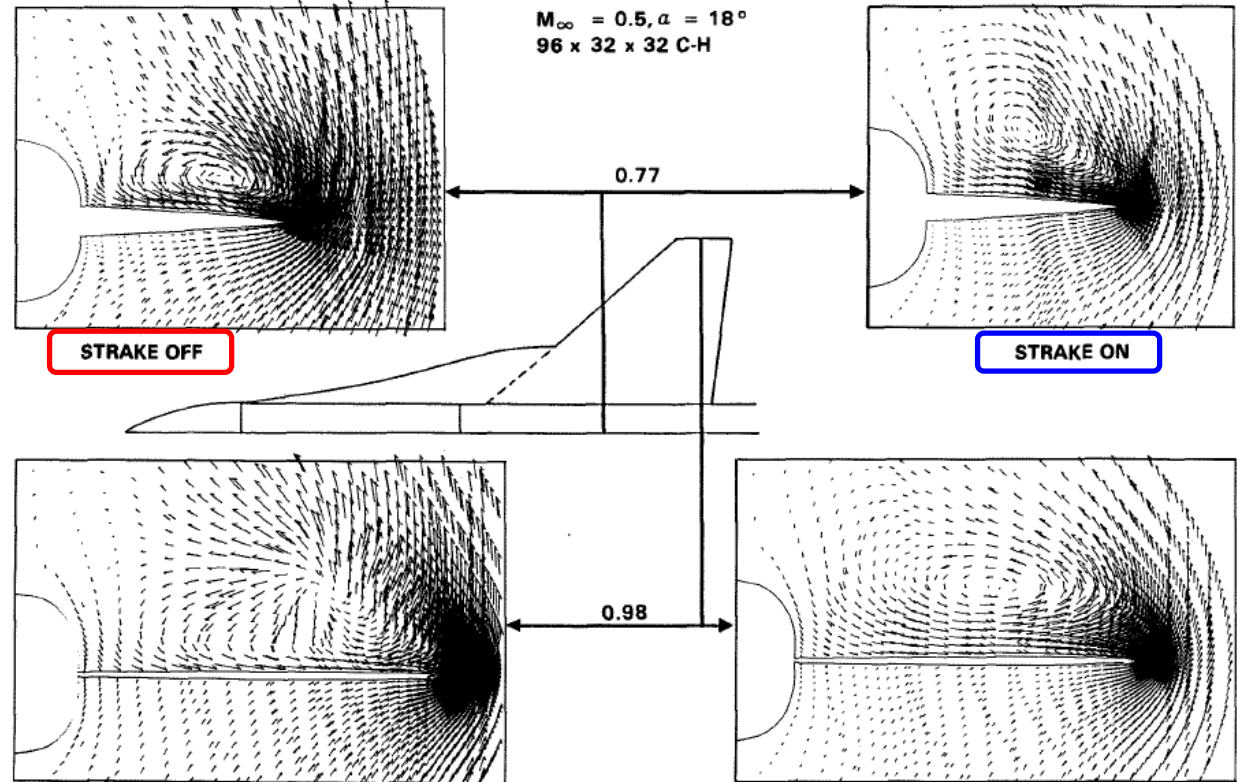 M∞ = 0.5, α = 18°
96 x 32 x 32 C-H
0.77
STRAKE OFF
STRAKE ON
0.98